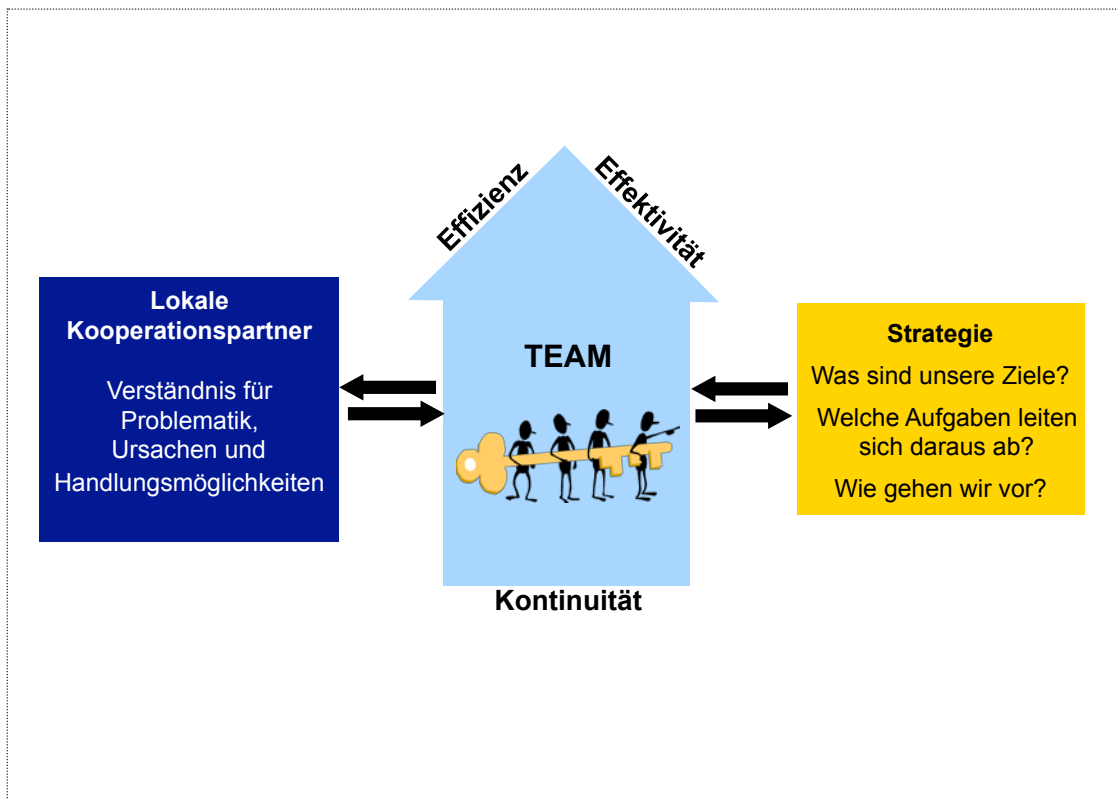 Effizienz
Effektivität
Lokale
Kooperationspartner
Verständnis für
Problematik,
Ursachen und
Handlungsmöglichkeiten
TEAM
Kontinuität
Strategie
Was sind unsere Ziele?
Welche Aufgaben leiten
sich daraus ab?
Wie gehen wir vor?